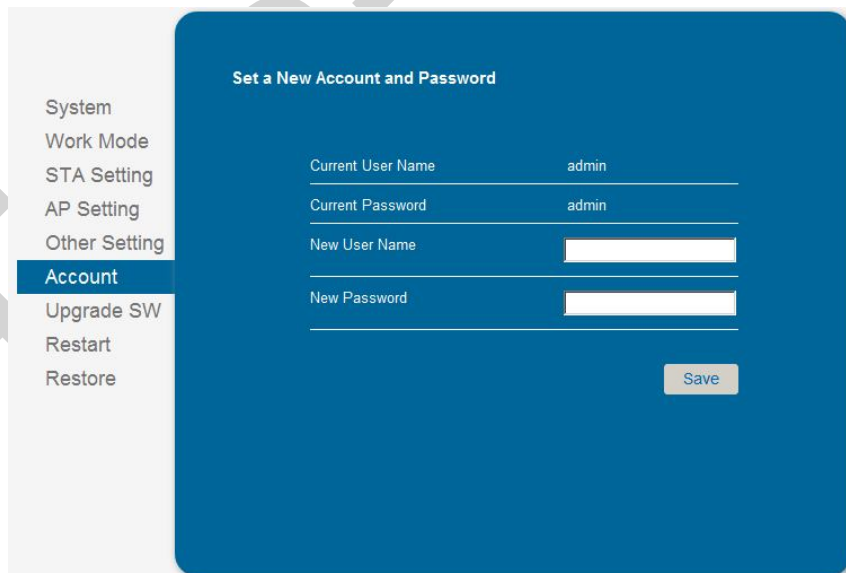 System
Work Mode
STA Setting
AP Setting
Other Setting
Account
Upgrade SW
Restart
Restore
Set a New Account and Password
Current User Name admin
Current Password admin
New User Name
New Password
Save